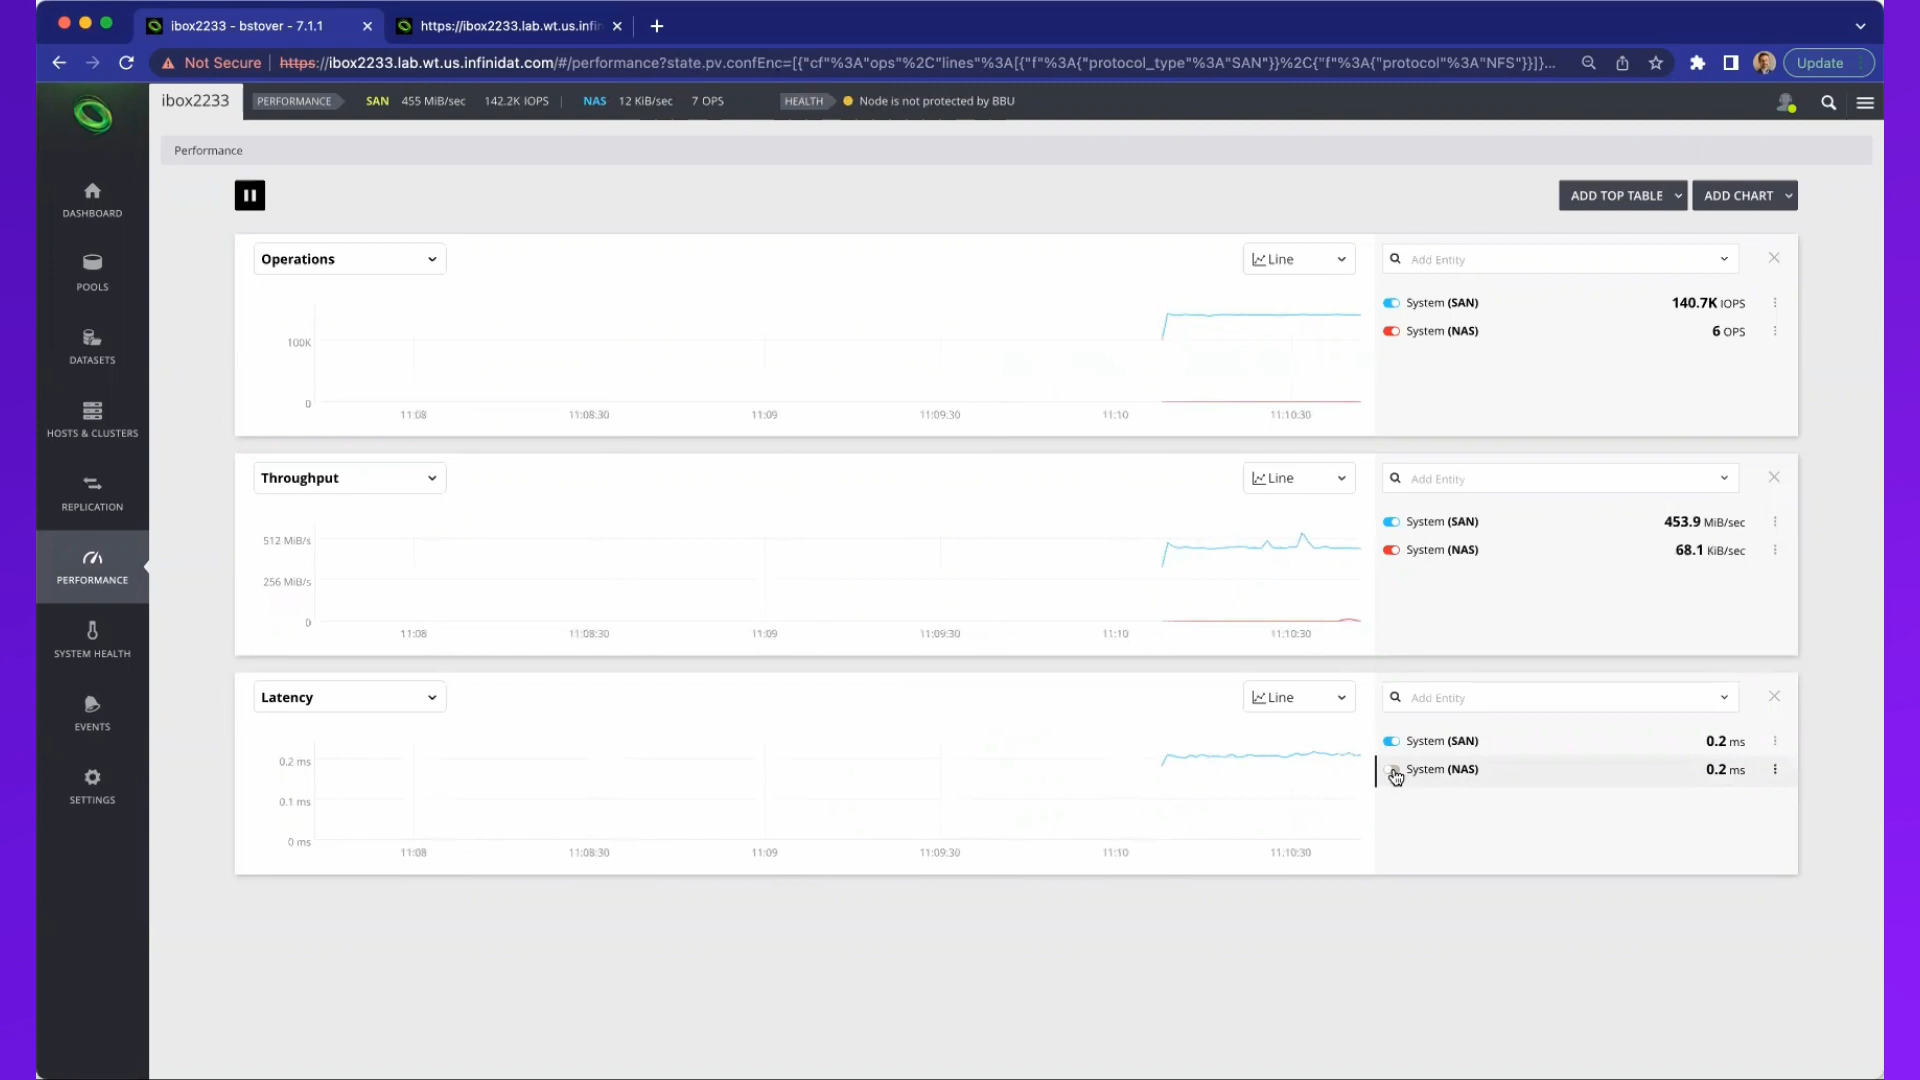 ibox2233 - bstover - 7.1.1
https://ibox2233.lab.wt.us.infin
Not Secure https://ibox2233.lab.wt.us.infinidat.com/#/performance?state.pv.confEnc=[{"cf"%3A"ops"%2C"lines"%3A[{"f"%3A{"protocol_type"%3A"SAN"}}%2C{"f"%3A{"protocol"%3A"NFS"}}]}...
Update
ibox2233
PERFORMANCE SAN 455 MiB/sec 142.2K IOPS | NAS 12 KiB/sec 7 OPS
HEALTH Node is not protected by BBU
DASHBOARD
POOLS
DATASETS
HOSTS & CLUSTERS
REPLICATION
PERFORMANCE
SYSTEM HEALTH
EVENTS
SETTINGS
Performance
ADD TOP TABLE
ADD CHART
Operations
Line
Add Entity
System (SAN) 140.7K IOPS
System (NAS) 6 OPS
100K
0
11:08 11:08:30 11:09 11:09:30 11:10 11:10:30
Throughput
Line
Add Entity
System (SAN) 453.9 MiB/sec
System (NAS) 68.1 KiB/sec
512 MiB/s
256 MiB/s
0
11:08 11:08:30 11:09 11:09:30 11:10 11:10:30
Latency
Line
Add Entity
System (SAN) 0.2 ms
System (NAS) 0.2 ms
0.2 ms
0.1 ms
0 ms
11:08 11:08:30 11:09 11:09:30 11:10 11:10:30